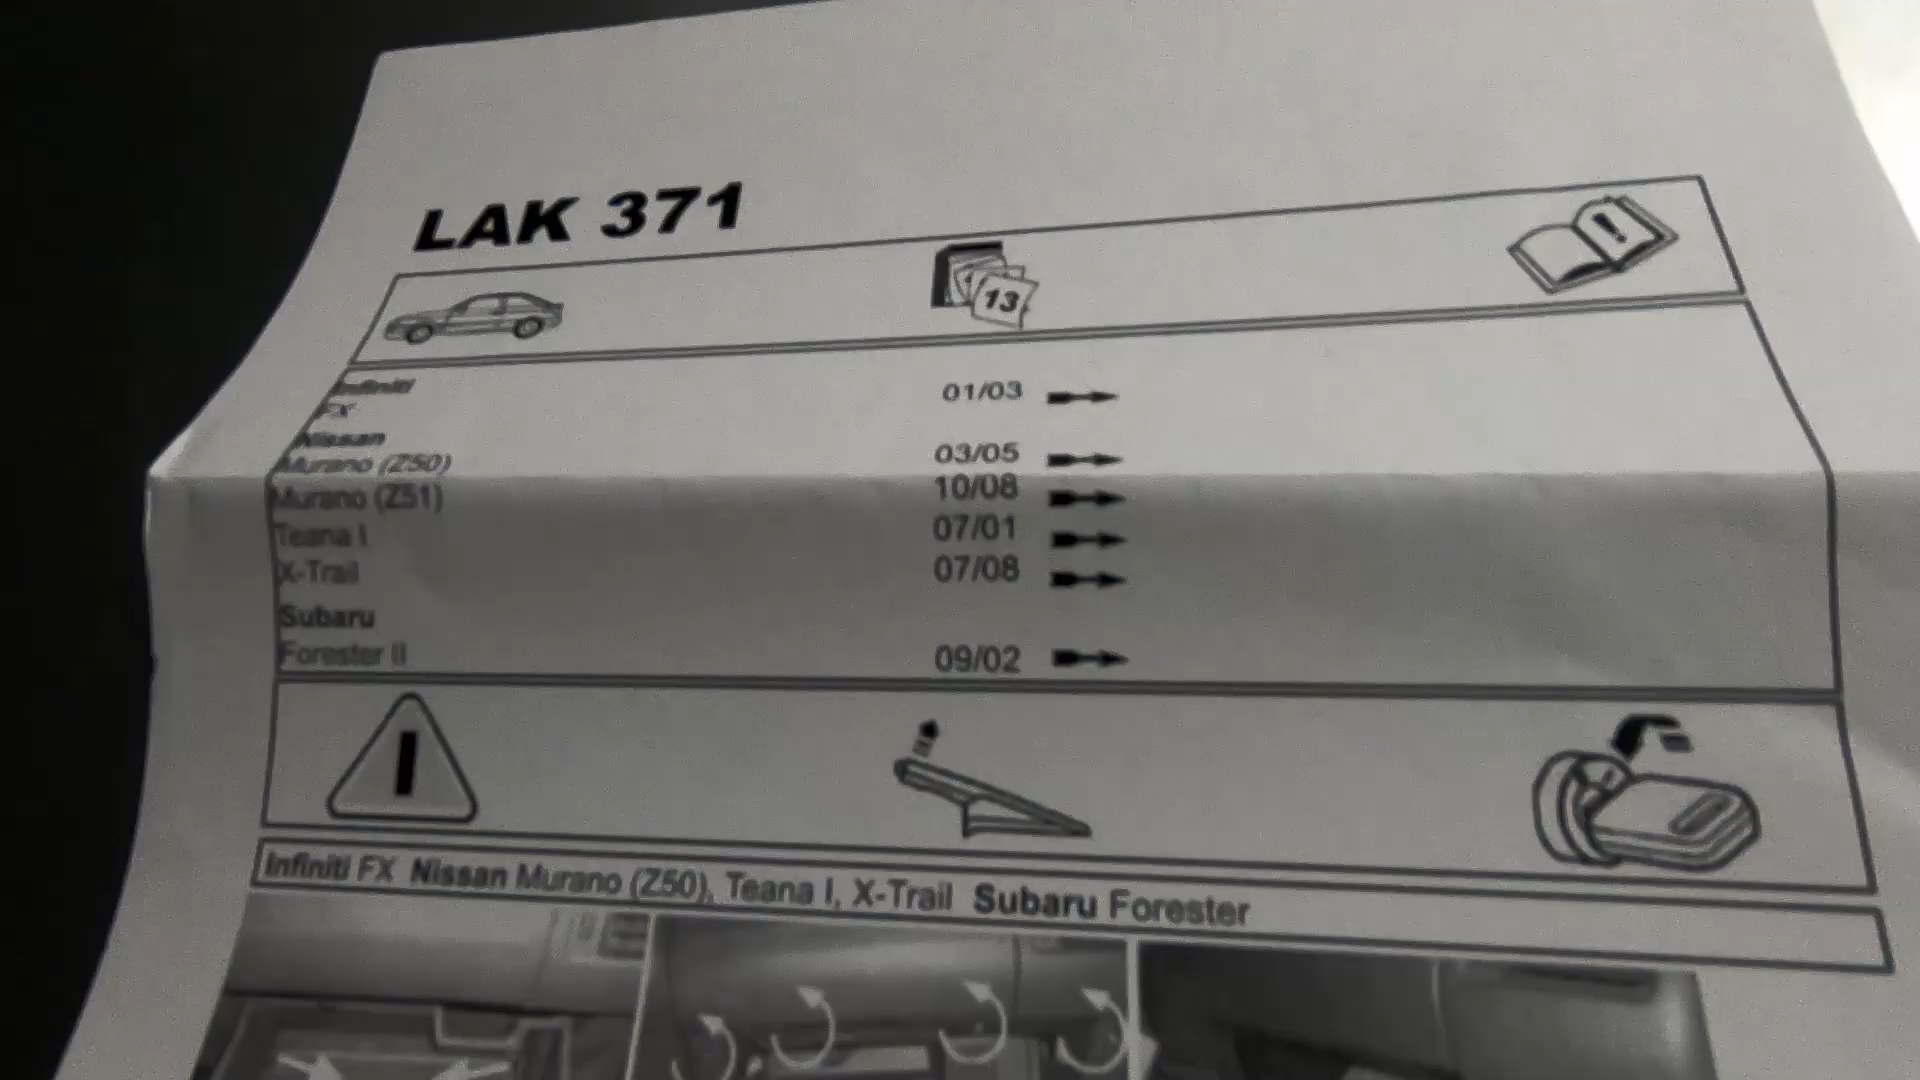 LAK 371
13
Infiniti
FX 01/03
Nissan
Murano (Z50) 03/05
Murano (Z51) 10/08
Teana I 07/01
X-Trail 07/08
Subaru
Forester II 09/02
Infiniti FX Nissan Murano (Z50), Teana I, X-Trail Subaru Forester